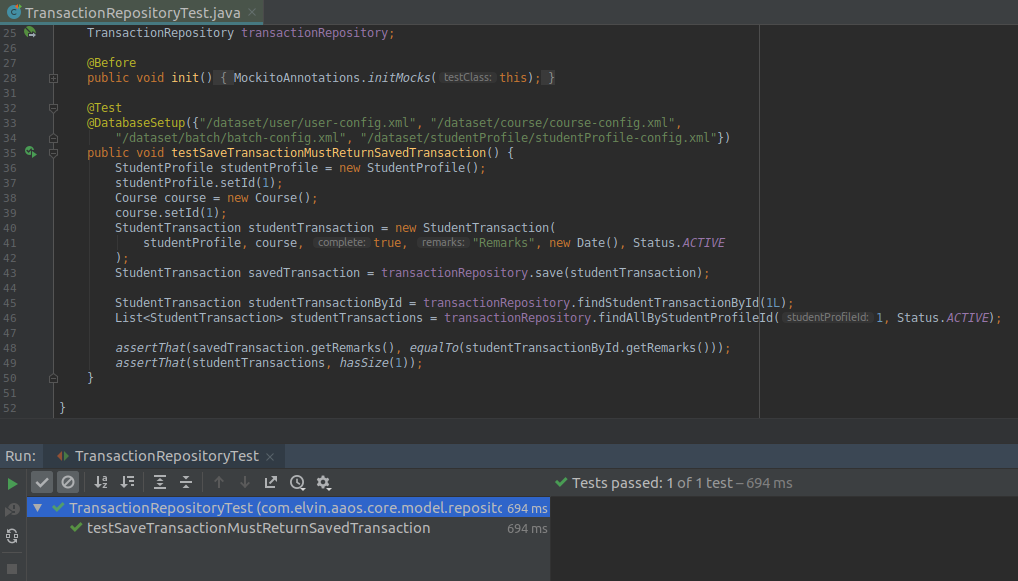 TransactionRepositoryTest.java
25 TransactionRepository transactionRepository;
26
27 @Before
28 public void init() { MockitoAnnotations.initMocks( testClass: this); }
31
32 @Test
33 @DatabaseSetup({"/dataset/user/user-config.xml", "/dataset/course/course-config.xml",
34 "/dataset/batch/batch-config.xml", "/dataset/studentProfile/studentProfile-config.xml"})
35 public void testSaveTransactionMustReturnSavedTransaction() {
36 StudentProfile studentProfile = new StudentProfile();
37 studentProfile.setId(1);
38 Course course = new Course();
39 course.setId(1);
40 StudentTransaction studentTransaction = new StudentTransaction(
41 studentProfile, course, complete: true, remarks: "Remarks", new Date(), Status.ACTIVE
42 );
43 StudentTransaction savedTransaction = transactionRepository.save(studentTransaction);
44
45 StudentTransaction studentTransactionById = transactionRepository.findStudentTransactionById(1L);
46 List<StudentTransaction> studentTransactions = transactionRepository.findAllByStudentProfileId( studentProfileId: 1, Status.ACTIVE);
47
48 assertThat(savedTransaction.getRemarks(), equalTo(studentTransactionById.getRemarks()));
49 assertThat(studentTransactions, hasSize(1));
50 }
51
52 }
Run: TransactionRepositoryTest
Tests passed: 1 of 1 test – 694 ms
TransactionRepositoryTest (com.elvin.aaos.core.model.reposito 694 ms
testSaveTransactionMustReturnSavedTransaction 694 ms